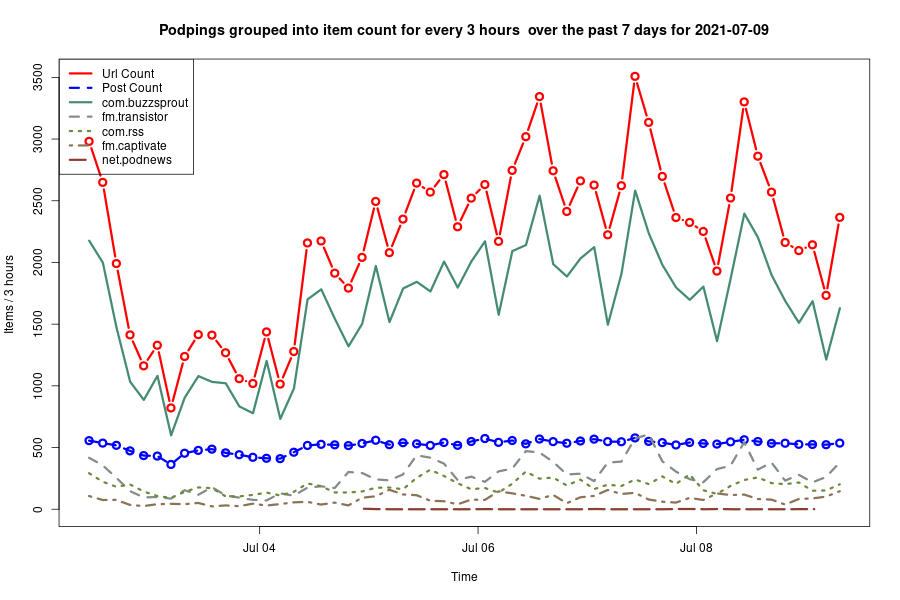 Podpings grouped into item count for every 3 hours  over the past 7 days for 2021-07-09
Url Count
Post Count
com.buzzsprout
fm.transistor
com.rss
fm.captivate
net.podnews
Items / 3 hours
3500
3000
2500
2000
1500
1000
500
0
Jul 04
Jul 06
Jul 08
Time